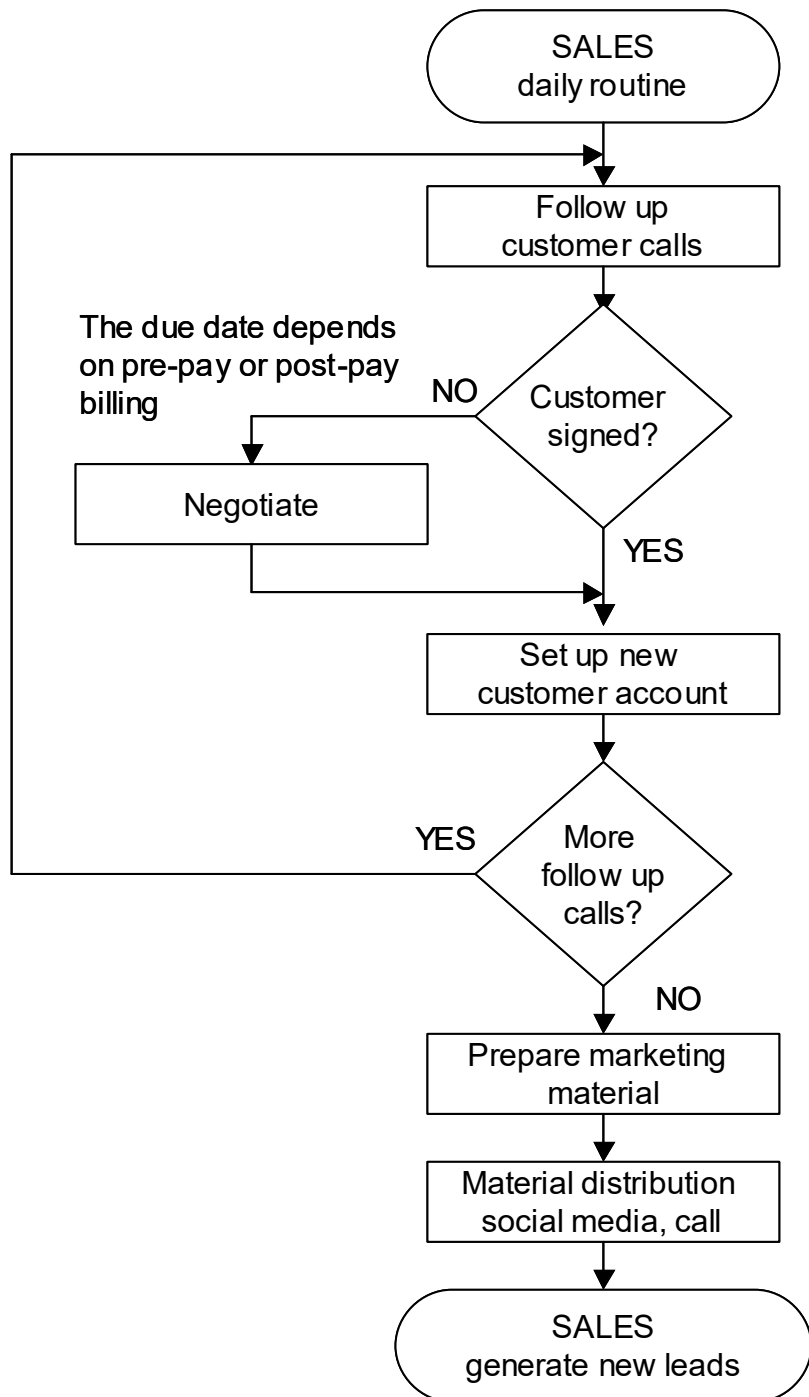 SALES
daily routine
Follow up
customer calls
The due date depends
on pre-pay or post-pay
billing
NO
Customer
signed?
Negotiate
YES
Set up new
customer account
YES
More
follow up
calls?
NO
Prepare marketing
material
Material distribution
social media, call
SALES
generate new leads